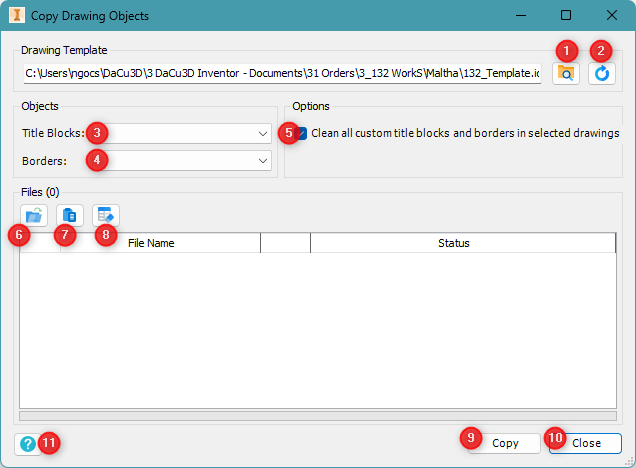 Copy Drawing Objects
Drawing Template
1
2
C:\Users\ngocs\DaCu3D\3 DaCu3D Inventor - Documents\31 Orders\3_132 WorkS\Maltha\132_Template.id
Objects
Options
Title Blocks:
3
5
Clean all custom title blocks and borders in selected drawings
Borders:
4
Files (0)
6
7
8
File Name
Status
?
11
9
Copy
10
Close